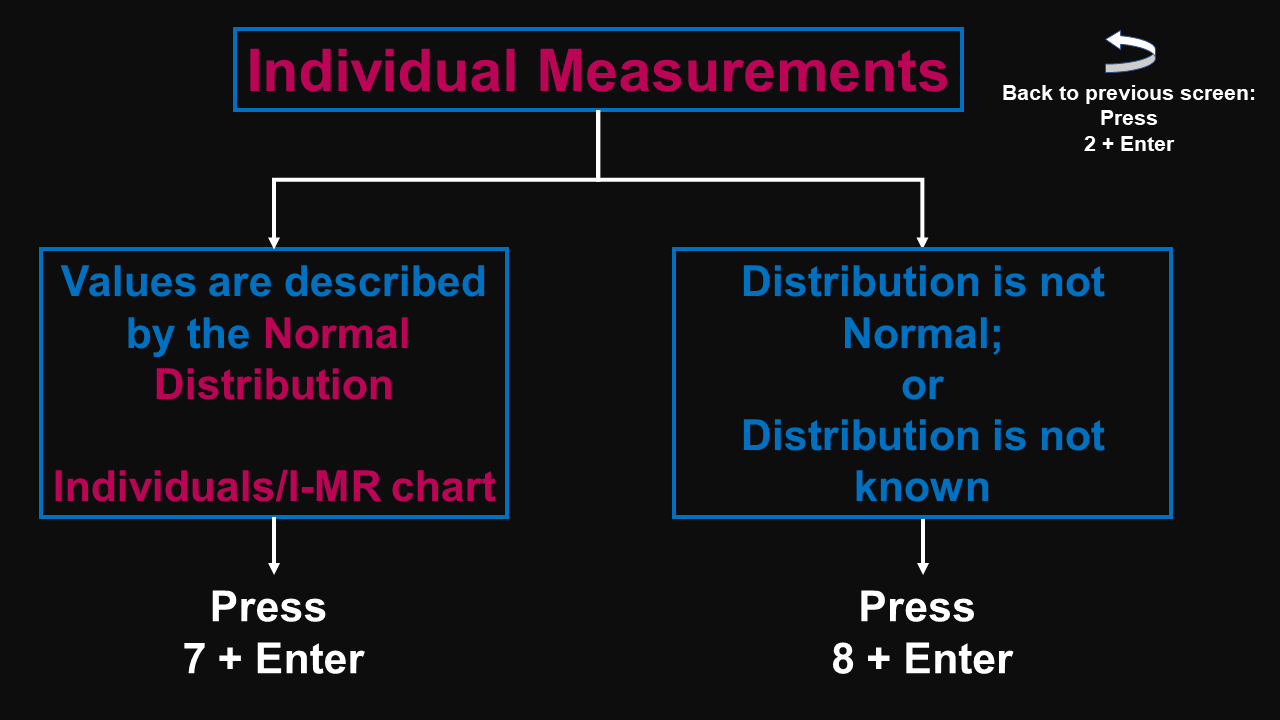 Individual Measurements
Back to previous screen:
Press
2 + Enter
Values are described
by the Normal
Distribution
Individuals/I-MR chart
Distribution is not
Normal;
or
Distribution is not
known
Press
7 + Enter
Press
8 + Enter